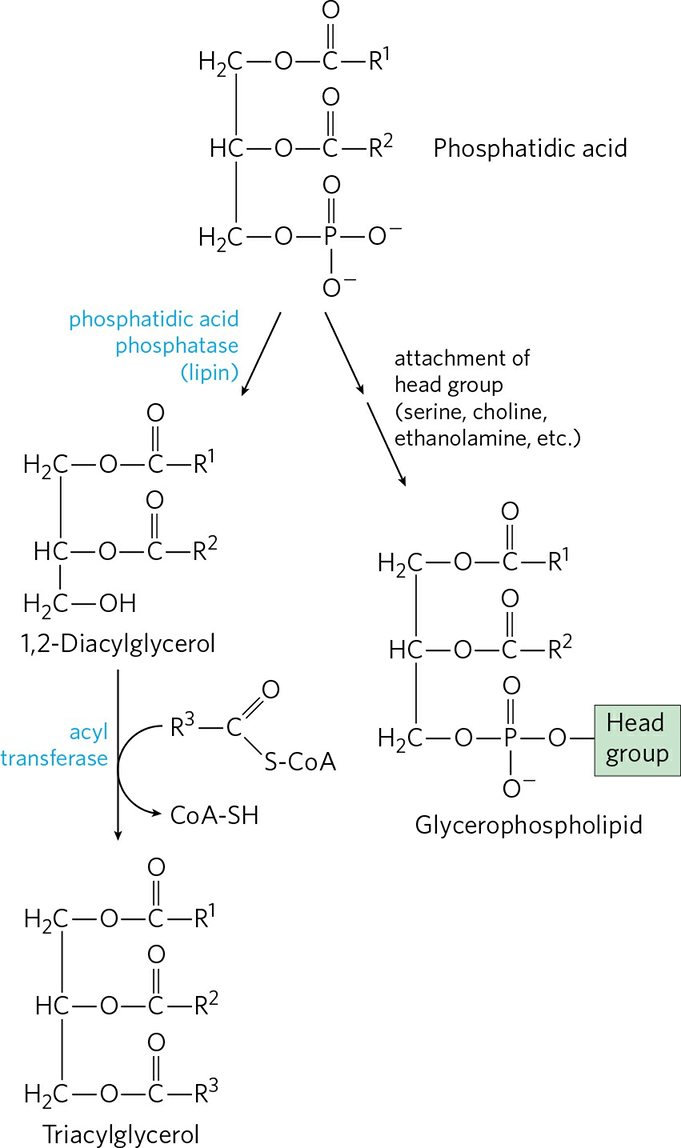 O
H₂C—O—C—R¹
O
HC—O—C—R²
Phosphatidic acid
O
H₂C—O—P—O⁻
O⁻
phosphatidic acid
phosphatase
(lipin)
attachment of
head group
(serine, choline,
ethanolamine, etc.)
O
H₂C—O—C—R¹
O
HC—O—C—R²
H₂C—OH
1,2-Diacylglycerol
O
H₂C—O—C—R¹
O
HC—O—C—R²
O
H₂C—O—P—O—
O⁻
Head
group
Glycerophospholipid
acyl
transferase
O
R³—C
S-CoA
CoA-SH
O
H₂C—O—C—R¹
O
HC—O—C—R²
O
H₂C—O—C—R³
Triacylglycerol